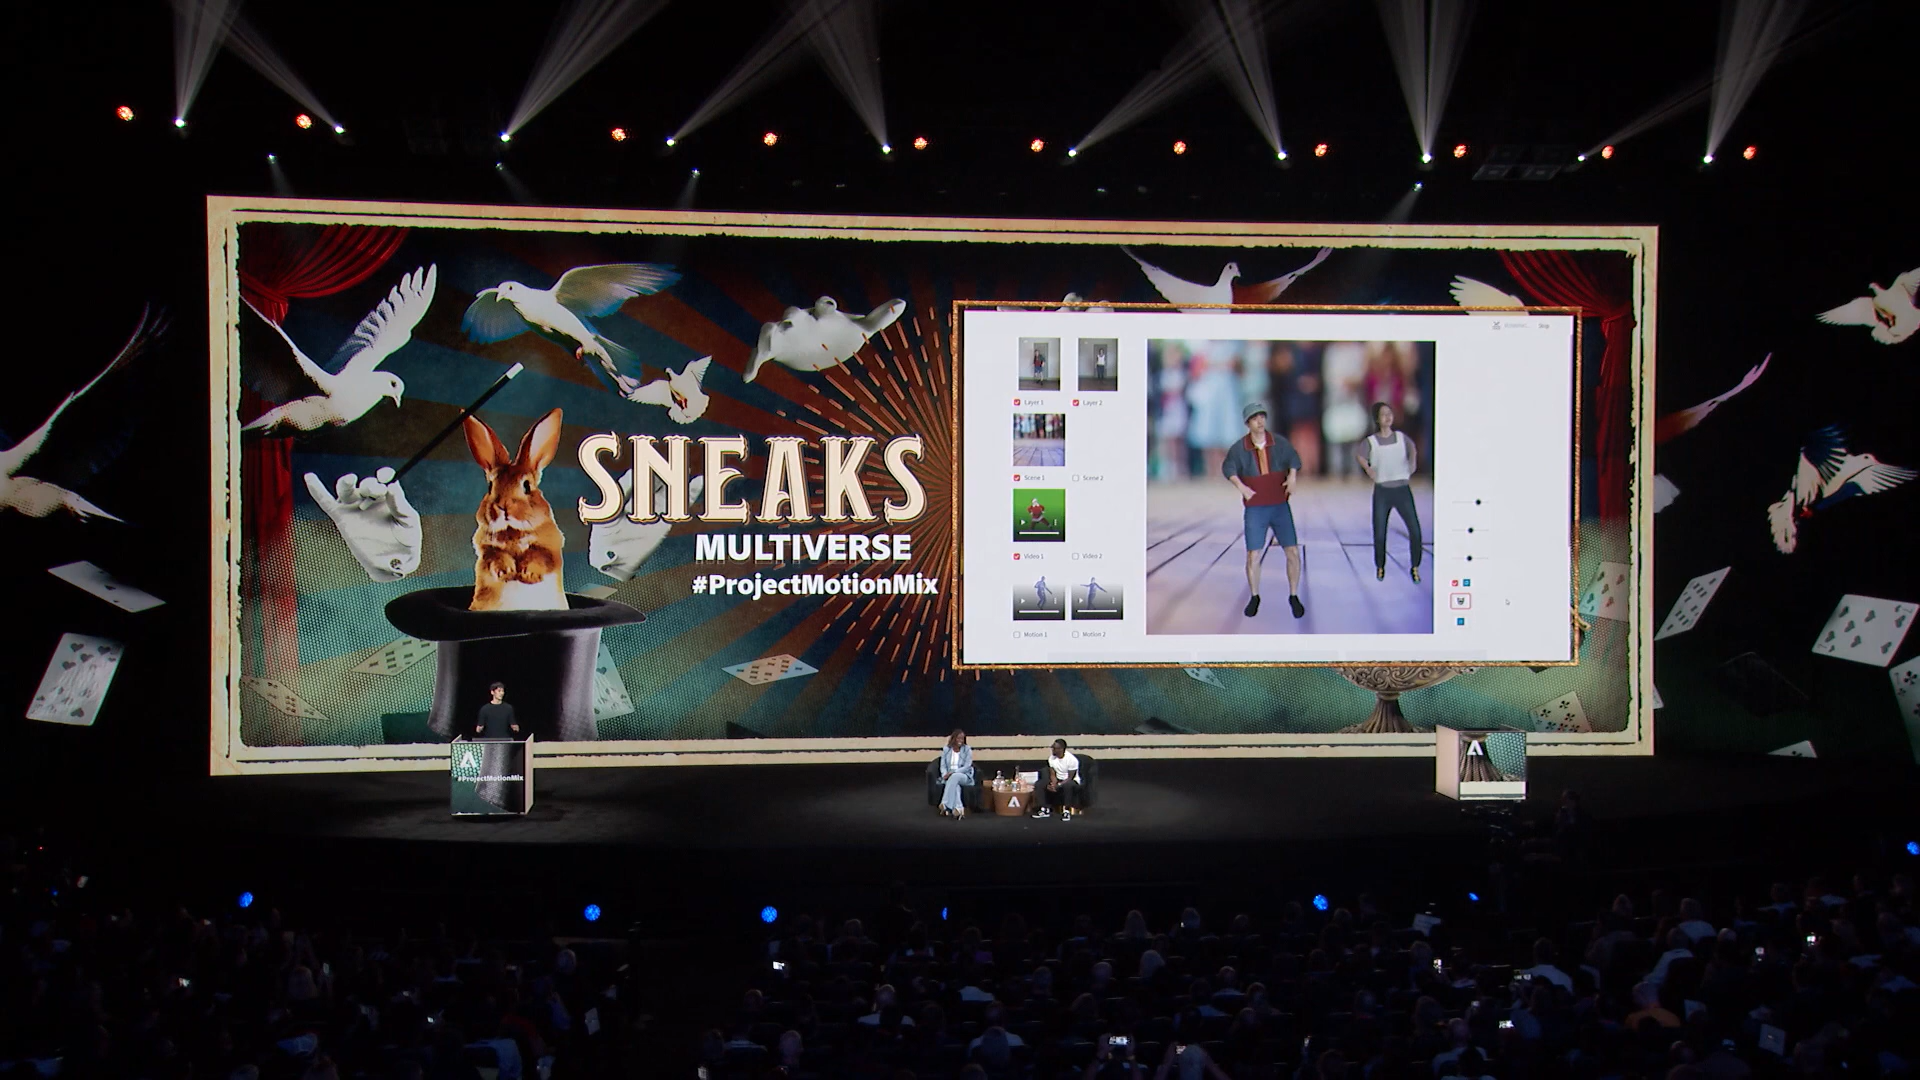 SNEAKS
MULTIVERSE
#ProjectMotionMix
Stop
Layer 1
Layer 2
Scene 1
Scene 2
Video 1
Video 2
Motion 1
Motion 2
#ProjectMotionMix